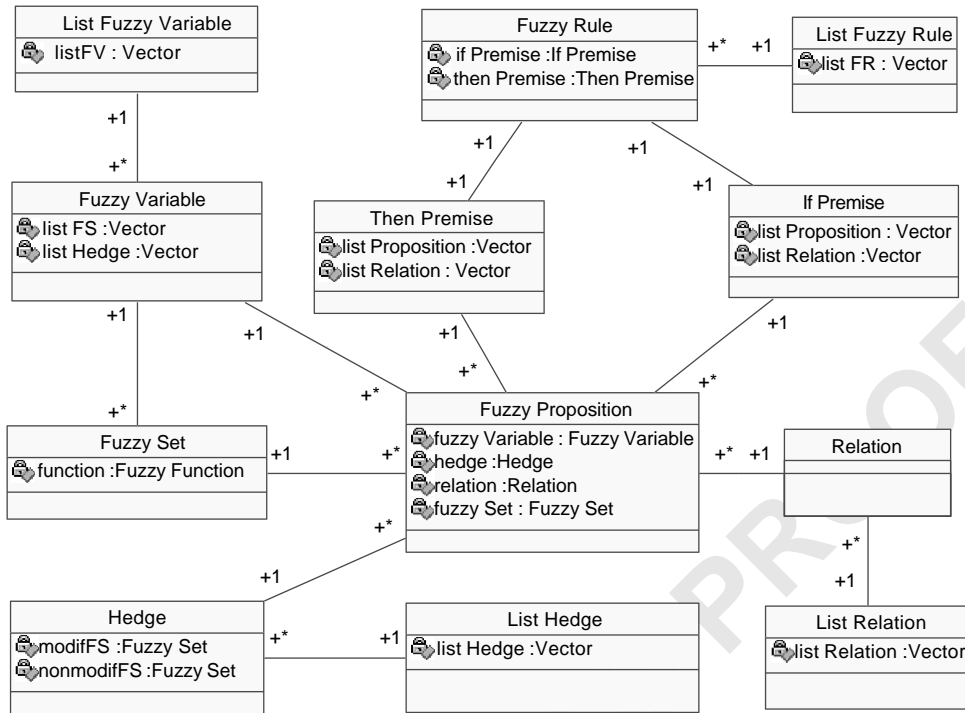 List Fuzzy Variable
listFV : Vector
+1
+*
Fuzzy Rule
if Premise :If Premise
then Premise :Then Premise
+* +1
List Fuzzy Rule
list FR : Vector
+1
+1
+1
+1
Fuzzy Variable
list FS :Vector
list Hedge :Vector
Then Premise
list Proposition :Vector
list Relation : Vector
If Premise
list Proposition : Vector
list Relation :Vector
+1
+1
+1
+1
+*
+*
+*
+*
Fuzzy Set
function :Fuzzy Function
+1 +*
Fuzzy Proposition
fuzzy Variable : Fuzzy Variable
hedge :Hedge
relation :Relation
fuzzy Set : Fuzzy Set
+* +1
Relation
+*
+1
+*
+1
Hedge
modifFS :Fuzzy Set
nonmodifFS :Fuzzy Set
+* +1
List Hedge
list Hedge :Vector
List Relation
list Relation :Vector